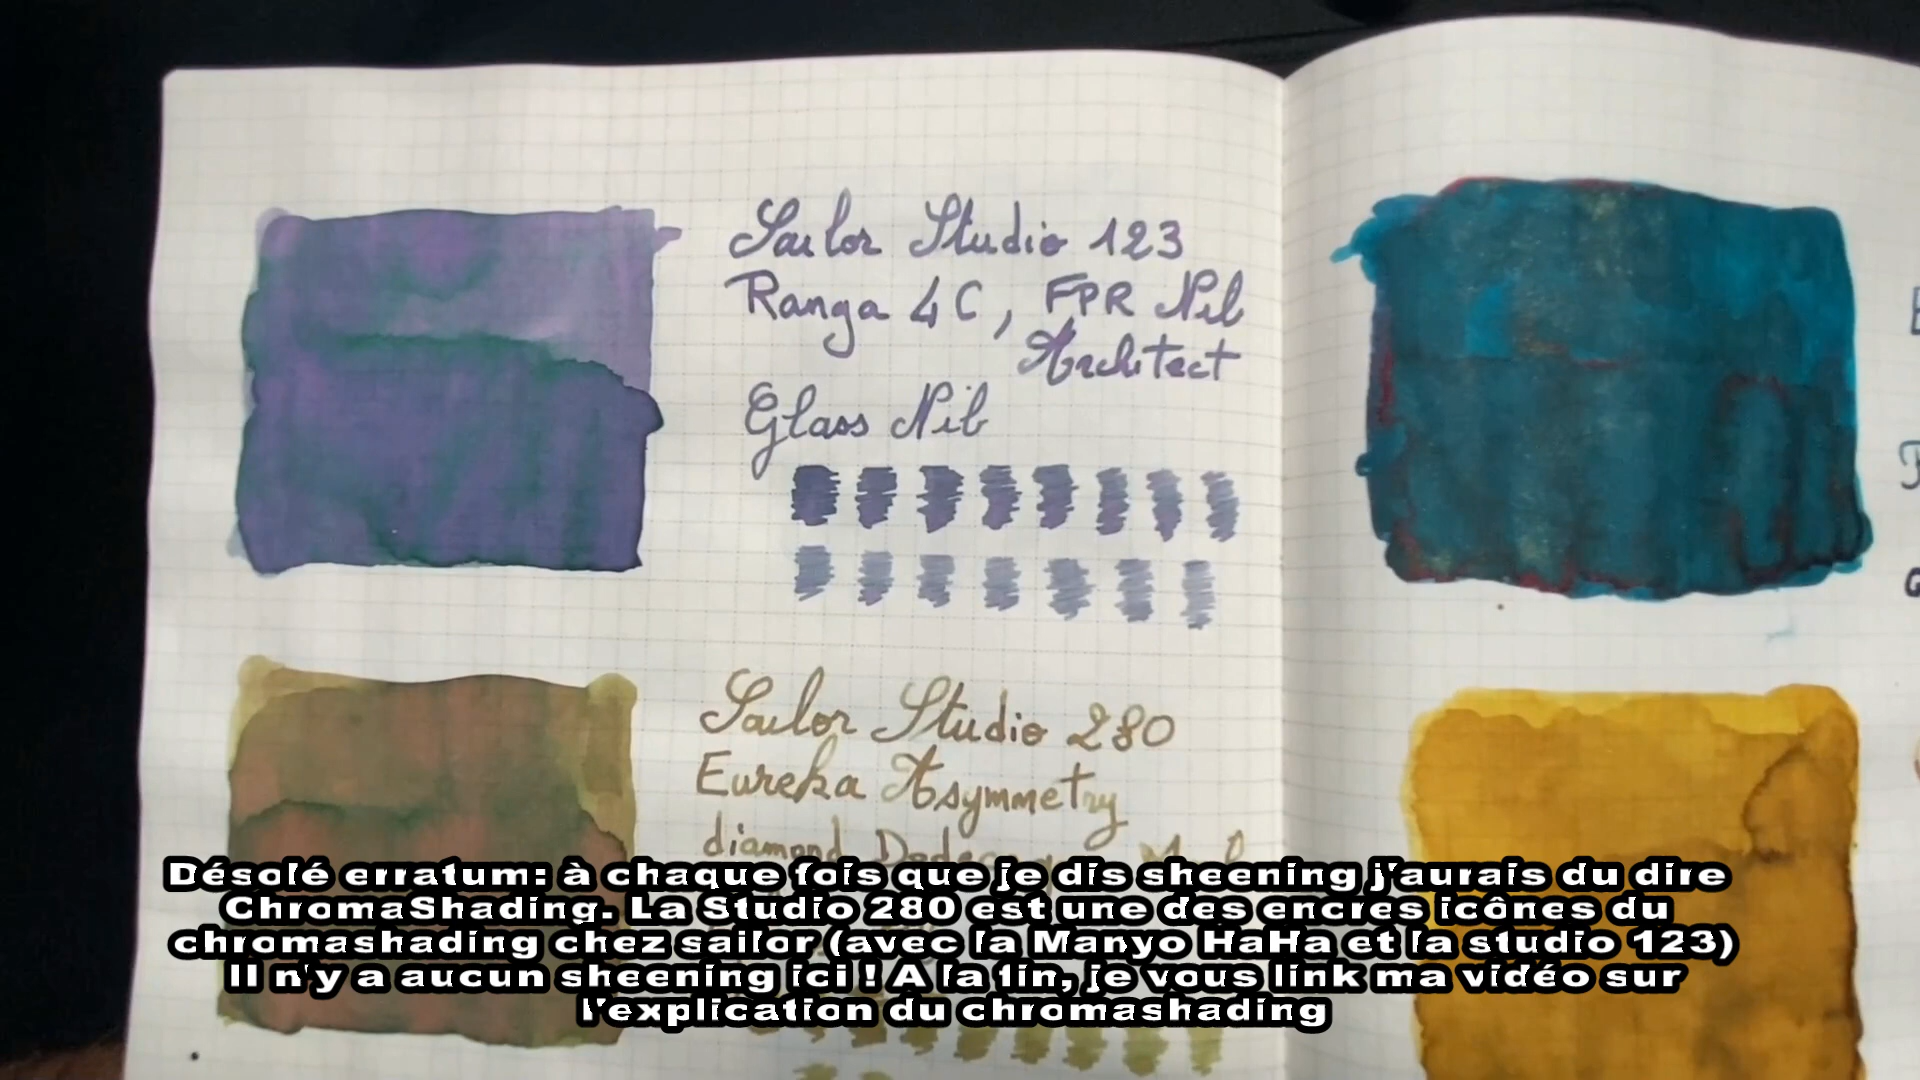 Sailor Studio 123
Ranga 4C, FPR Nib
Architect
Glass Nib
Sailor Studio 280
Eureka Asymmetry
diamond
Désolé erratum: à chaque fois que je dis sheening j'aurais du dire
ChromaShading. La Studio 280 est une des encres icônes du
chromashading chez sailor (avec la Manyo HaHa et la studio 123)
Il n'y a aucun sheening ici ! A la fin, je vous link ma vidéo sur
l'explication du chromashading